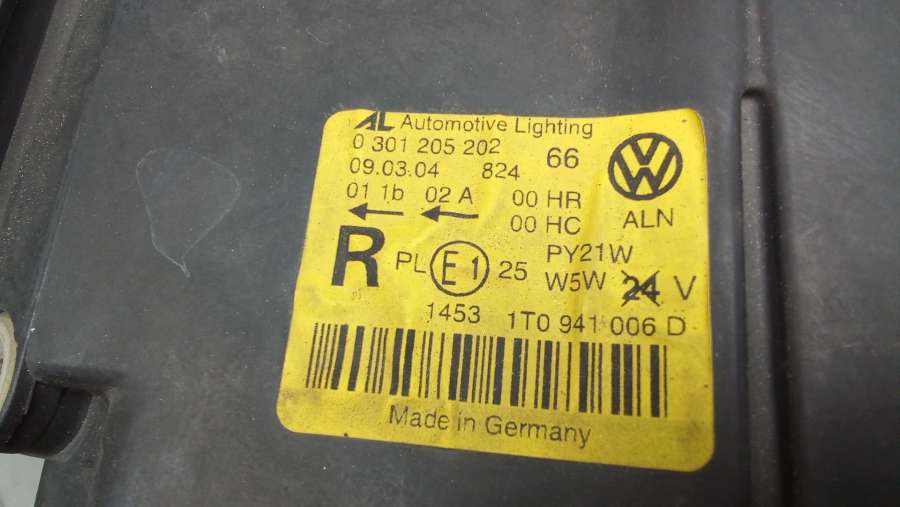 AL Automotive Lighting
0 301 205 202 66
09.03.04 824
01 1b 02 A 00 HR
00 HC ALN
R PL E1 25 PY21W
W5W 24 V
1453 1T0 941 006 D
Made in Germany
VW